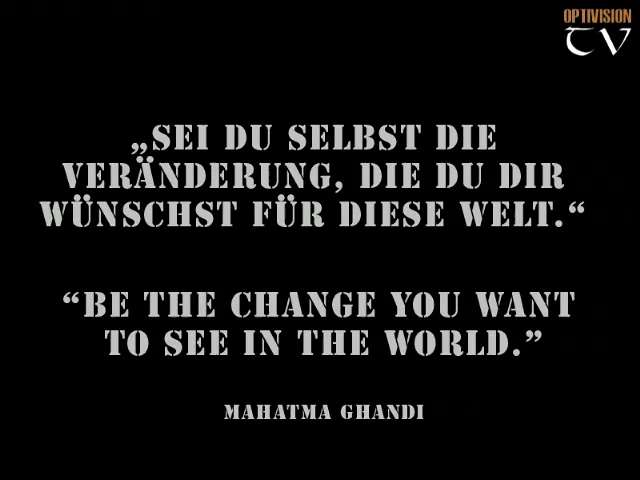 OPTIVISION
TV
„SEI DU SELBST DIE
VERÄNDERUNG, DIE DU DIR
WÜNSCHST FÜR DIESE WELT.“
“BE THE CHANGE YOU WANT
TO SEE IN THE WORLD.”
MAHATMA GHANDI